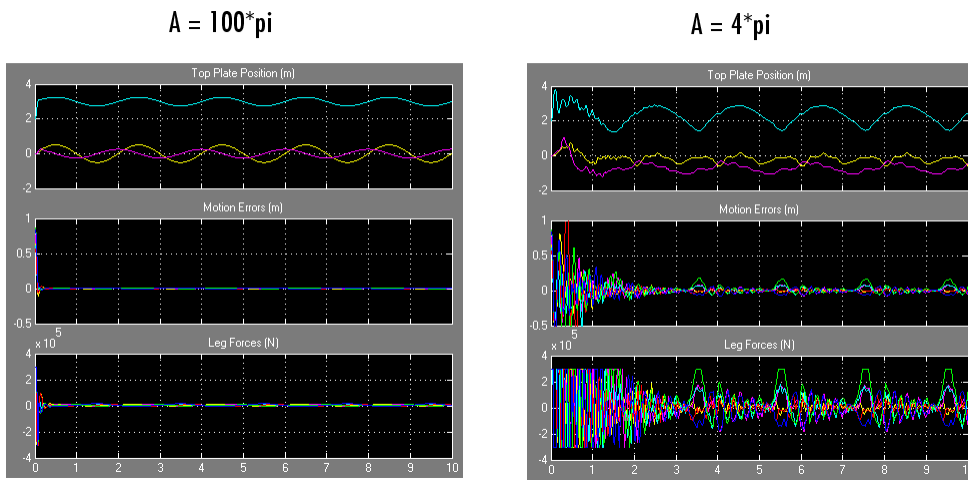 A = 100*pi
Top Plate Position (m)
4
2
0
-2
Motion Errors (m)
1
0.5
0
-0.5
x 10 5
Leg Forces (N)
4
2
0
-2
-4
0 1 2 3 4 5 6 7 8 9 10
A = 4*pi
Top Plate Position (m)
4
2
0
-2
Motion Errors (m)
1
0.5
0
-0.5
x 10 5
Leg Forces (N)
4
2
0
-2
-4
0 1 2 3 4 5 6 7 8 9